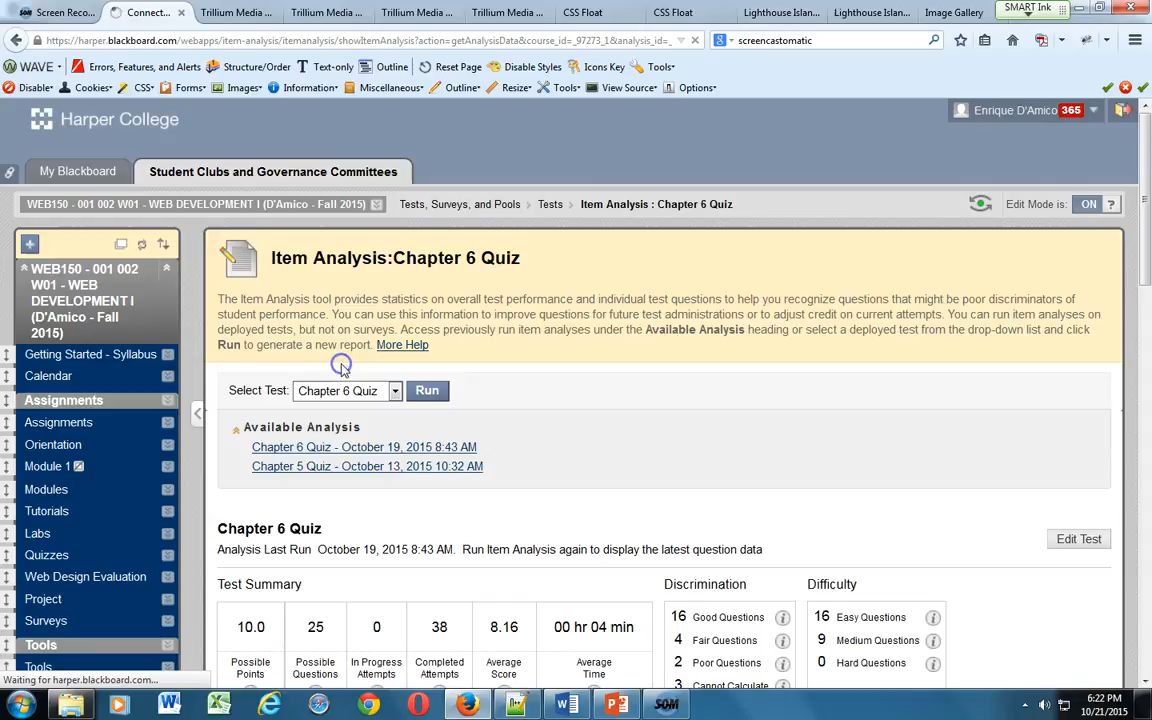 Screen Reco...
Connect...
Trillium Media ...
Trillium Media ...
Trillium Media ...
Trillium Media ...
CSS Float
CSS Float
Lighthouse Islan...
Lighthouse Islan...
Image Gallery
SMART Ink
https://harper.blackboard.com/webapps/item-analysis/itemanalysis/showItemAnalysis?action=getAnalysisData&course_id=_97273_1&analysis_id=_
screencastomatic
WAVE
Errors, Features, and Alerts
Structure/Order
Text-only
Outline
Reset Page
Disable Styles
Icons Key
Tools
Disable
Cookies
CSS
Forms
Images
Information
Miscellaneous
Outline
Resize
Tools
View Source
Options
Harper College
Enrique D'Amico 365
My Blackboard
Student Clubs and Governance Committees
WEB150 - 001 002 W01 - WEB DEVELOPMENT I (D'Amico - Fall 2015)
Tests, Surveys, and Pools
Tests
Item Analysis : Chapter 6 Quiz
Edit Mode is: ON ?
WEB150 - 001 002
W01 - WEB
DEVELOPMENT I
(D'Amico - Fall
2015)
Getting Started - Syllabus
Calendar
Assignments
Assignments
Orientation
Module 1
Modules
Tutorials
Labs
Quizzes
Web Design Evaluation
Project
Surveys
Tools
Tools
Item Analysis:Chapter 6 Quiz
The Item Analysis tool provides statistics on overall test performance and individual test questions to help you recognize questions that might be poor discriminators of
student performance. You can use this information to improve questions for future test administrations or to adjust credit on current attempts. You can run item analyses on
deployed tests, but not on surveys. Access previously run item analyses under the Available Analysis heading or select a deployed test from the drop-down list and click
Run to generate a new report. More Help
Select Test: Chapter 6 Quiz Run
Available Analysis
Chapter 6 Quiz - October 19, 2015 8:43 AM
Chapter 5 Quiz - October 13, 2015 10:32 AM
Chapter 6 Quiz
Analysis Last Run October 19, 2015 8:43 AM. Run Item Analysis again to display the latest question data
Edit Test
Test Summary
10.0
Possible
Points
25
Possible
Questions
0
In Progress
Attempts
38
Completed
Attempts
8.16
Average
Score
00 hr 04 min
Average
Time
Discrimination
16 Good Questions
4 Fair Questions
2 Poor Questions
3 Cannot Calculate
Difficulty
16 Easy Questions
9 Medium Questions
0 Hard Questions
Waiting for harper.blackboard.com...
SOM
6:22 PM
10/21/2015